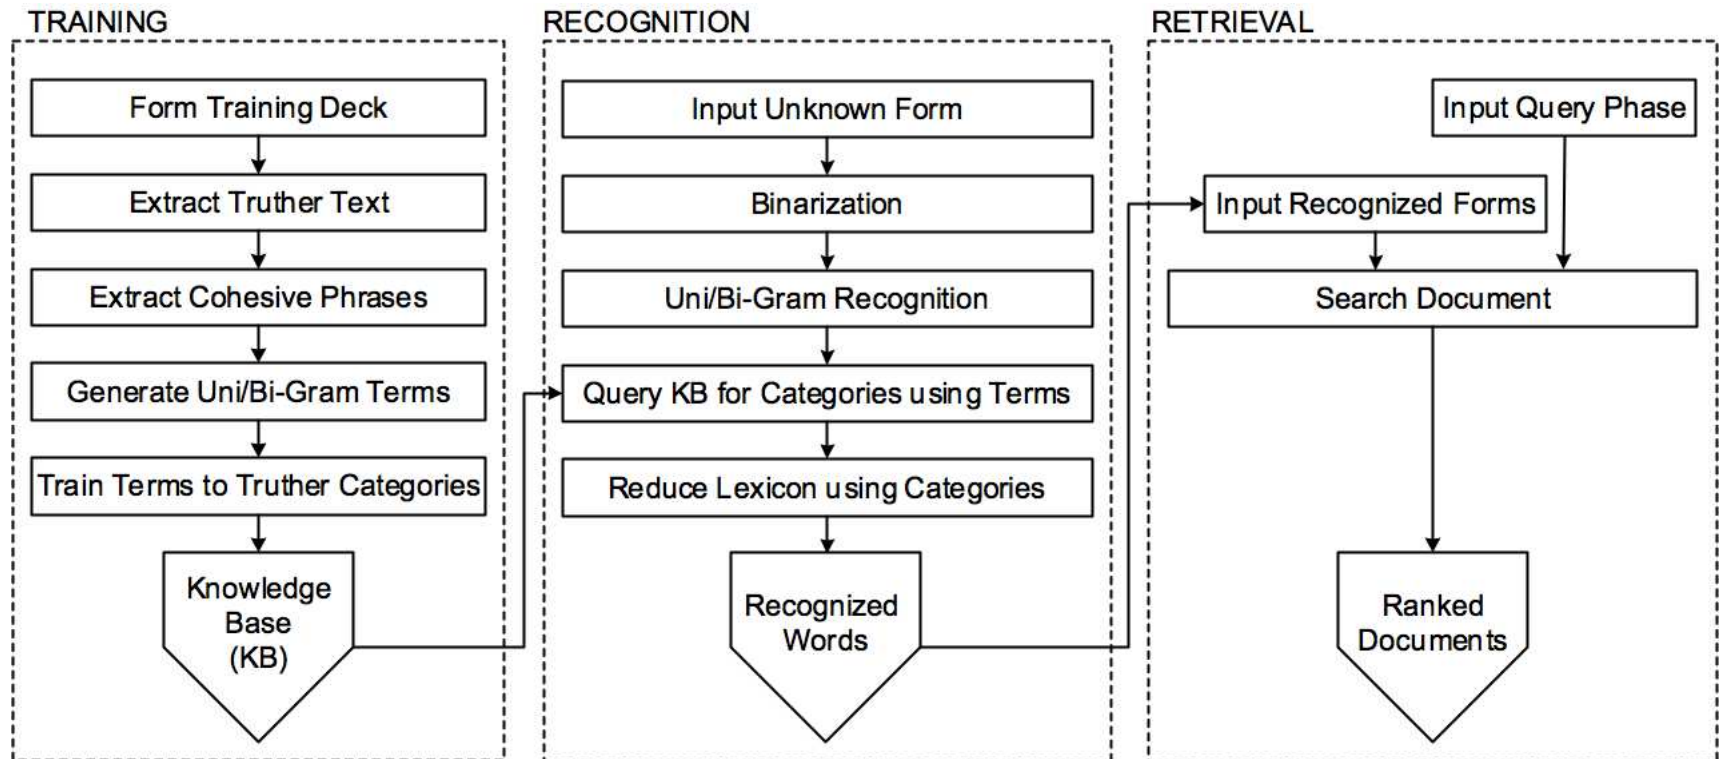 TRAINING
Form Training Deck
Extract Truther Text
Extract Cohesive Phrases
Generate Uni/Bi-Gram Terms
Train Terms to Truther Categories
Knowledge
Base
(KB)
RECOGNITION
Input Unknown Form
Binarization
Uni/Bi-Gram Recognition
Query KB for Categories using Terms
Reduce Lexicon using Categories
Recognized
Words
RETRIEVAL
Input Query Phase
Input Recognized Forms
Search Document
Ranked
Documents